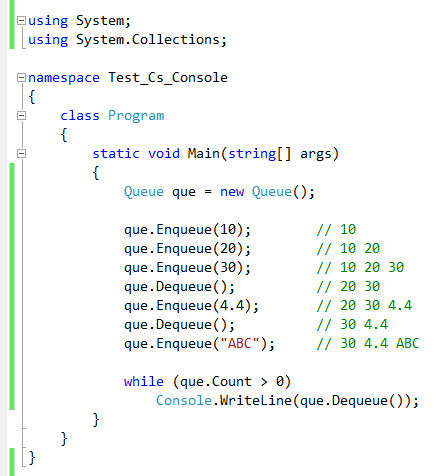 using System;
using System.Collections;

namespace Test_Cs_Console
{
    class Program
    {
        static void Main(string[] args)
        {
            Queue que = new Queue();

            que.Enqueue(10);        // 10
            que.Enqueue(20);        // 10 20
            que.Enqueue(30);        // 10 20 30
            que.Dequeue();          // 20 30
            que.Enqueue(4.4);       // 20 30 4.4
            que.Dequeue();          // 30 4.4
            que.Enqueue("ABC");     // 30 4.4 ABC

            while (que.Count > 0)
                Console.WriteLine(que.Dequeue());
        }
    }
}